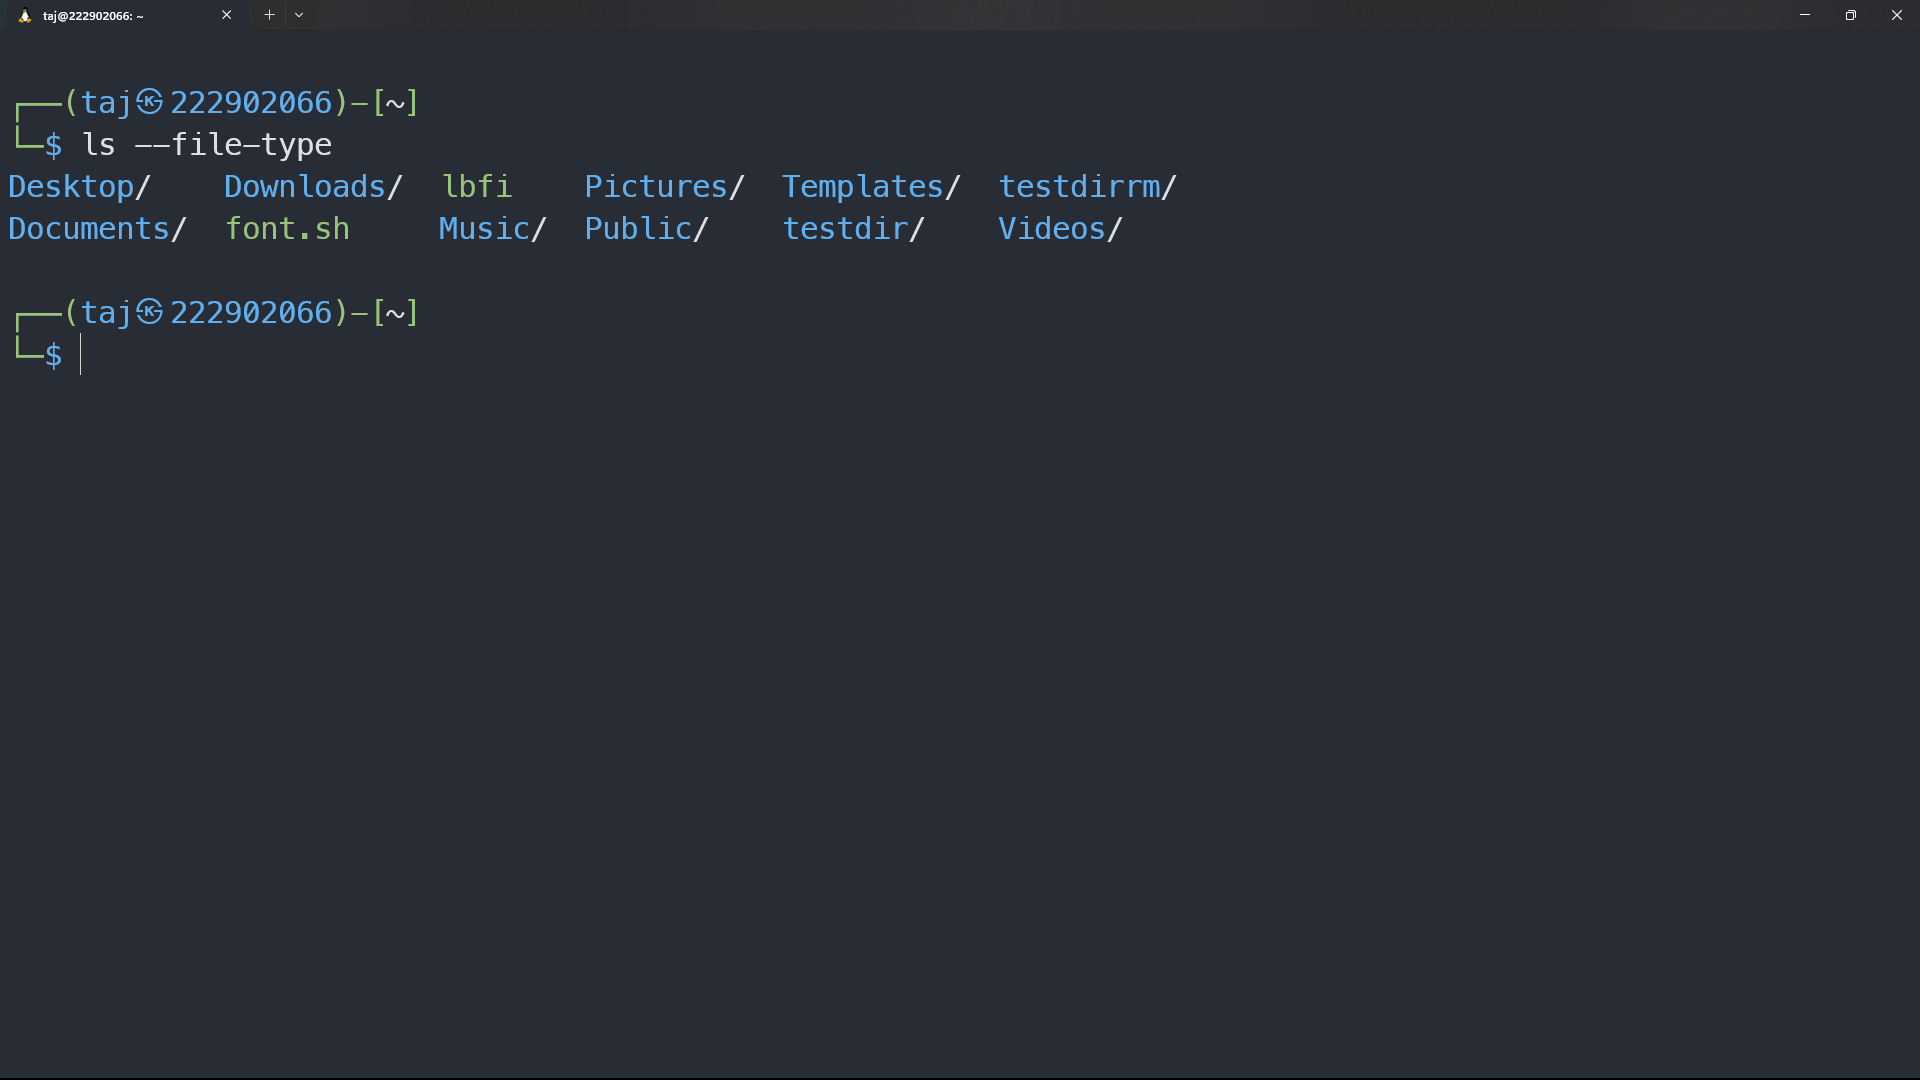 taj@222902066: ~
┌──(taj㉿222902066)-[~]
└─$ ls --file-type
Desktop/    Downloads/  lbfi    Pictures/  Templates/  testdirrm/
Documents/  font.sh     Music/  Public/    testdir/    Videos/
┌──(taj㉿222902066)-[~]
└─$